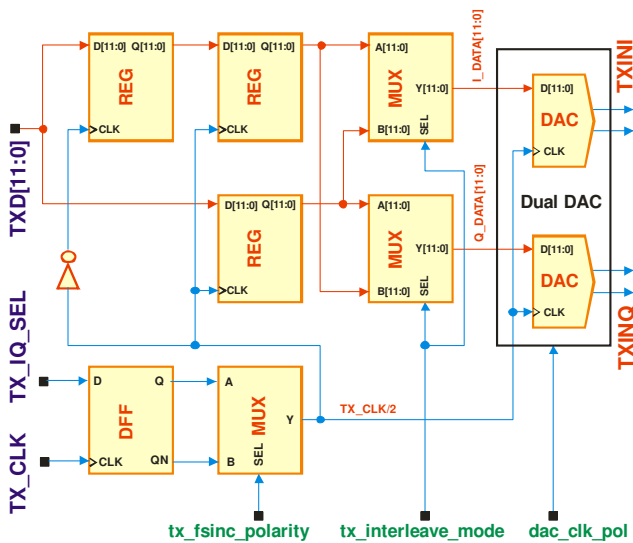 D[11:0] Q[11:0]
REG
CLK
D[11:0] Q[11:0]
REG
CLK
A[11:0]
MUX
Y[11:0]
B[11:0]
SEL
I_DATA[11:0]
D[11:0]
DAC
CLK
TXINI
TXD[11:0]
D[11:0] Q[11:0]
REG
CLK
A[11:0]
MUX
Y[11:0]
B[11:0]
SEL
Q_DATA[11:0]
Dual DAC
D[11:0]
DAC
CLK
TXINQ
TX_IQ_SEL
TX_CLK
D
Q
DFF
CLK
QN
A
MUX
Y
B
SEL
TX_CLK/2
tx_fsinc_polarity
tx_interleave_mode
dac_clk_pol